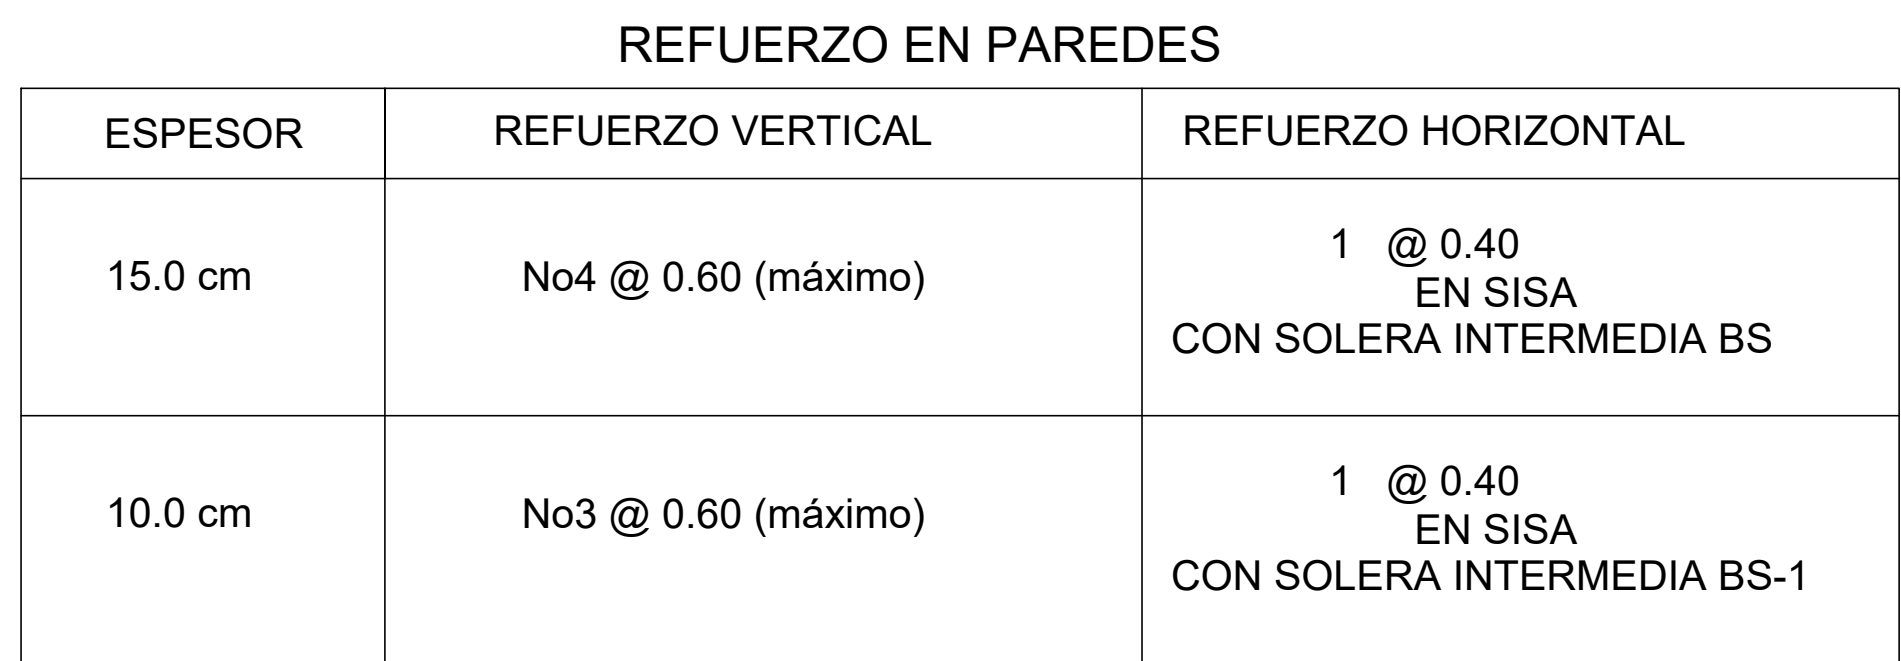 REFUERZO EN PAREDES
ESPESOR
REFUERZO VERTICAL
REFUERZO HORIZONTAL
15.0 cm
No4 @ 0.60 (máximo)
1 @ 0.40
EN SISA
CON SOLERA INTERMEDIA BS
10.0 cm
No3 @ 0.60 (máximo)
1 @ 0.40
EN SISA
CON SOLERA INTERMEDIA BS-1